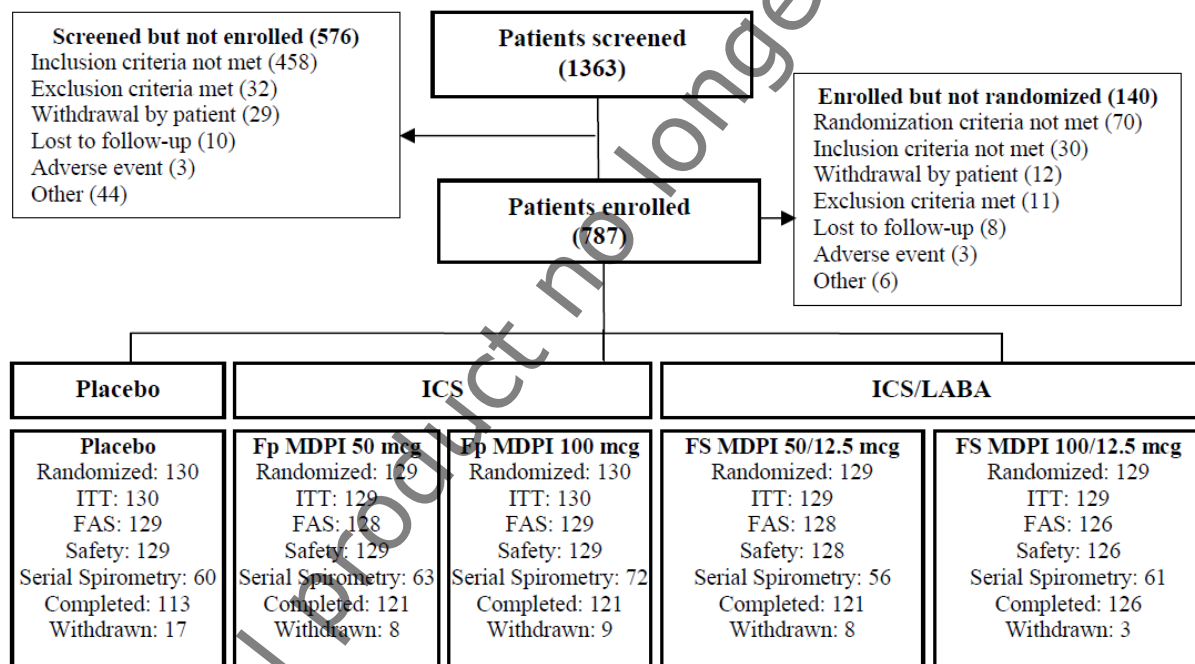 Screened but not enrolled (576)
Inclusion criteria not met (458)
Exclusion criteria met (32)
Withdrawal by patient (29)
Lost to follow-up (10)
Adverse event (3)
Other (44)
Patients screened
(1363)
Enrolled but not randomized (140)
Randomization criteria not met (70)
Inclusion criteria not met (30)
Withdrawal by patient (12)
Exclusion criteria met (11)
Lost to follow-up (8)
Adverse event (3)
Other (6)
Patients enrolled
(787)
Placebo
ICS
ICS/LABA
Placebo
Randomized: 130
ITT: 130
FAS: 129
Safety: 129
Serial Spirometry: 60
Completed: 113
Withdrawn: 17
Fp MDPI 50 mcg
Randomized: 129
ITT: 129
FAS: 128
Safety: 129
Serial Spirometry: 63
Completed: 121
Withdrawn: 8
Fp MDPI 100 mcg
Randomized: 130
ITT: 130
FAS: 129
Safety: 129
Serial Spirometry: 72
Completed: 121
Withdrawn: 9
FS MDPI 50/12.5 mcg
Randomized: 129
ITT: 129
FAS: 128
Safety: 128
Serial Spirometry: 56
Completed: 121
Withdrawn: 8
FS MDPI 100/12.5 mcg
Randomized: 129
ITT: 129
FAS: 126
Safety: 126
Serial Spirometry: 61
Completed: 126
Withdrawn: 3
product no longe